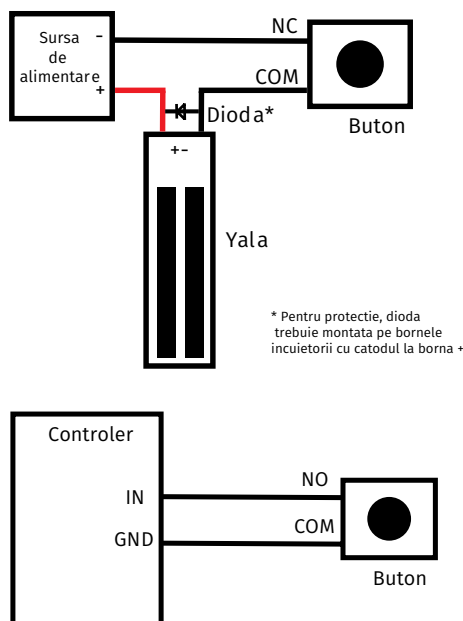 Sursa
de
alimentare
-
+
NC
COM
Buton
Dioda*
+-
Yala
* Pentru protectie, dioda
trebuie montata pe bornele
incuietorii cu catodul la borna +
Controler
IN
GND
NO
COM
Buton